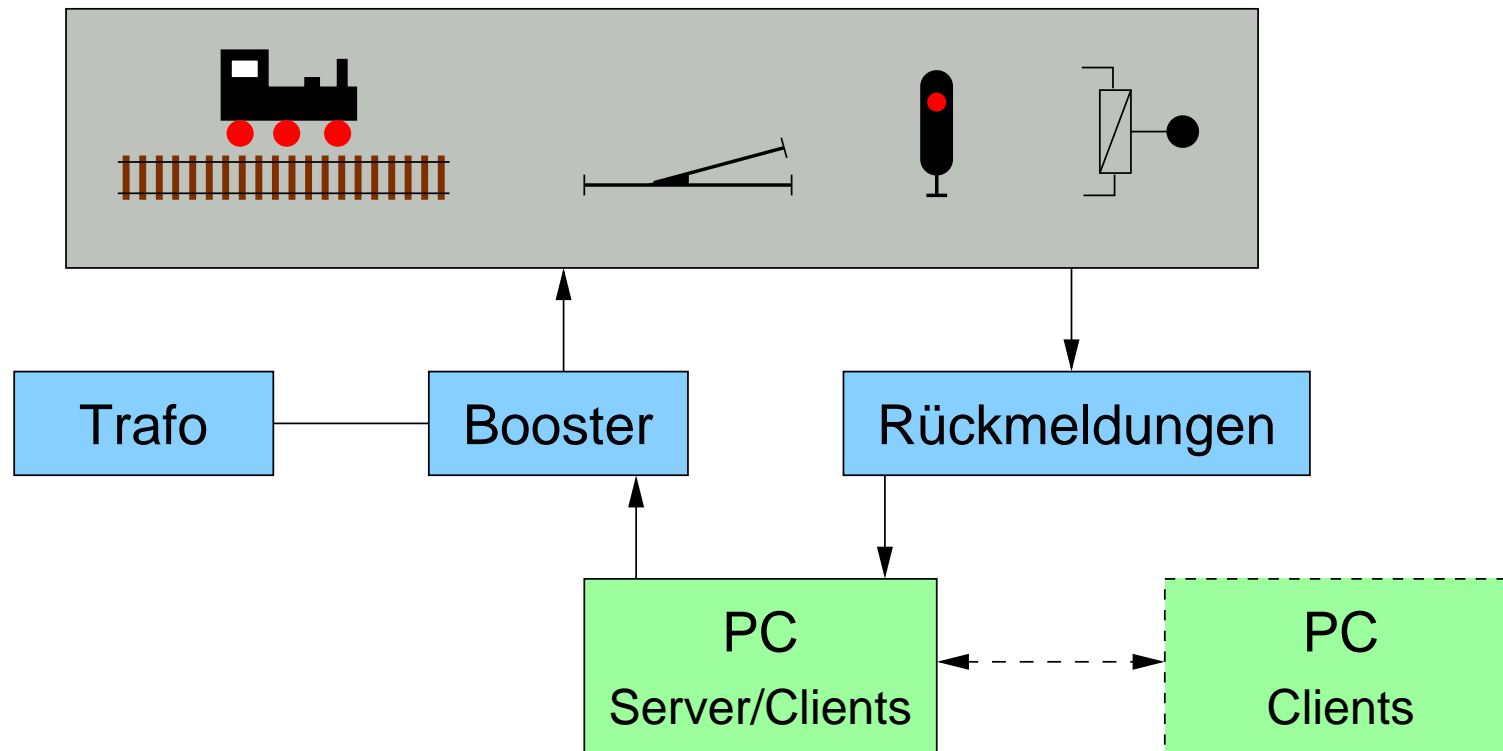 Trafo
Booster
Rückmeldungen
PC
Server/Clients
PC
Clients